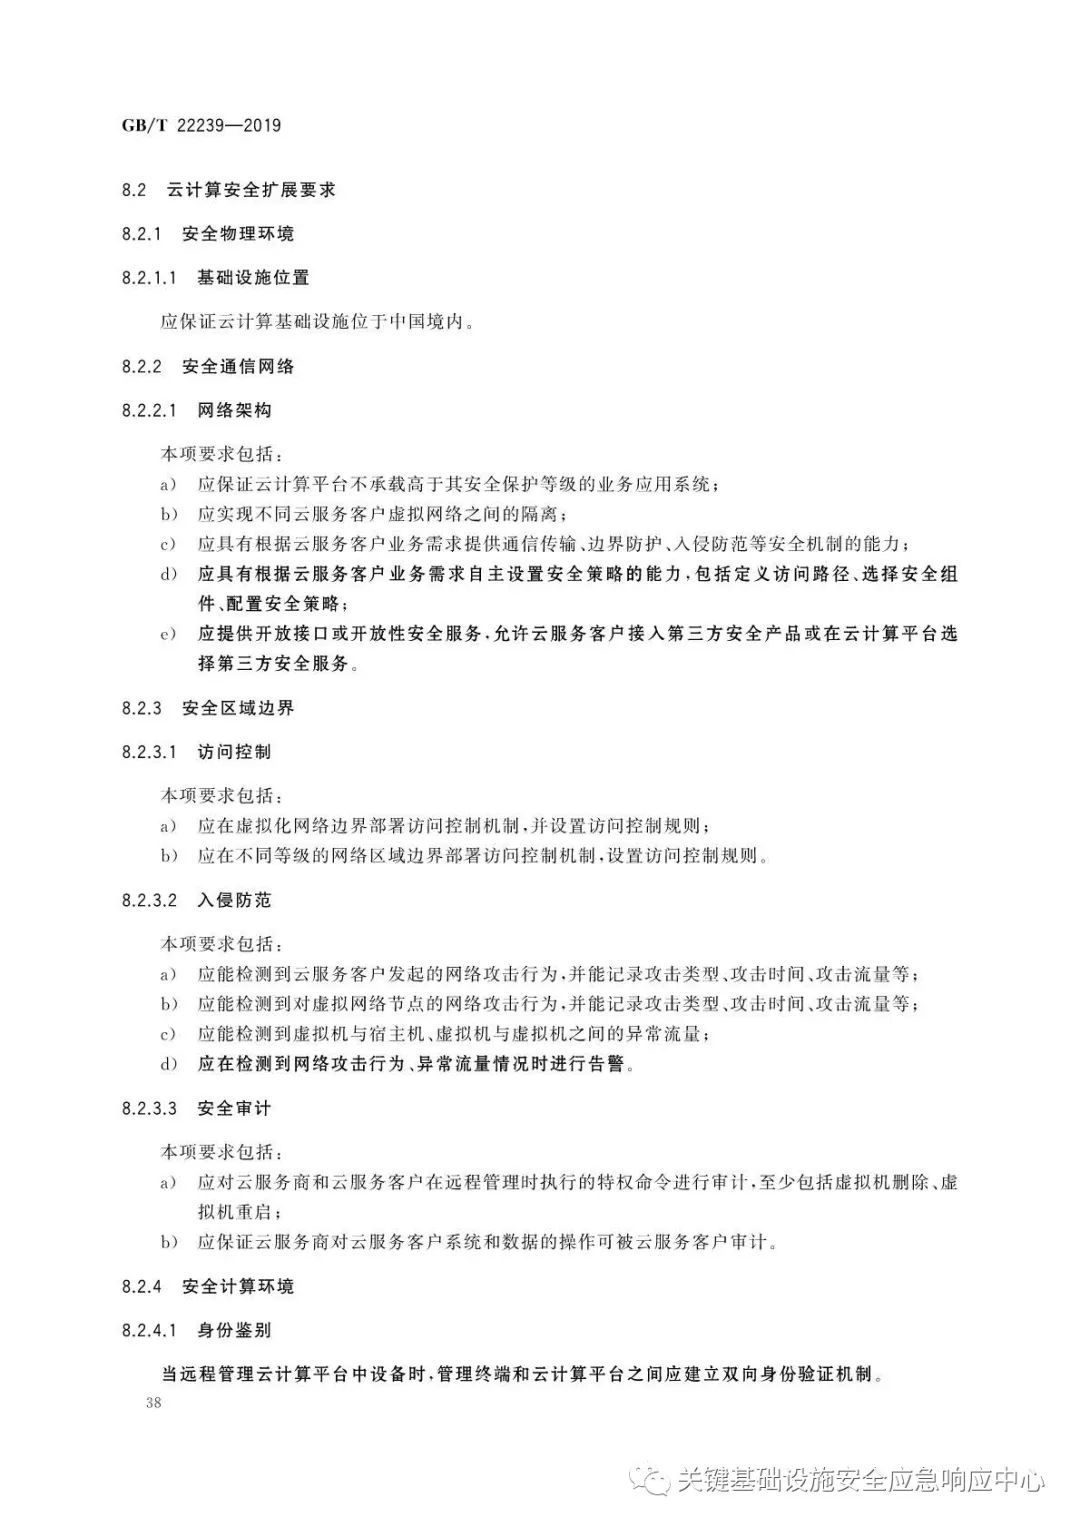 GB/T 22239—2019
8.2 云计算安全扩展要求
8.2.1 安全物理环境
8.2.1.1 基础设施位置
应保证云计算基础设施位于中国境内。
8.2.2 安全通信网络
8.2.2.1 网络架构
本项要求包括:
a) 应保证云计算平台不承载高于其安全保护等级的业务应用系统;
b) 应实现不同云服务客户虚拟网络之间的隔离;
c) 应具有根据云服务客户业务需求提供通信传输、边界防护、入侵防范等安全机制的能力;
d) 应具有根据云服务客户业务需求自主设置安全策略的能力,包括定义访问路径、选择安全组
件、配置安全策略;
e) 应提供开放接口或开放性安全服务,允许云服务客户接入第三方安全产品或在云计算平台选
择第三方安全服务。
8.2.3 安全区域边界
8.2.3.1 访问控制
本项要求包括:
a) 应在虚拟化网络边界部署访问控制机制,并设置访问控制规则;
b) 应在不同等级的网络区域边界部署访问控制机制,设置访问控制规则。
8.2.3.2 入侵防范
本项要求包括:
a) 应能检测到云服务客户发起的网络攻击行为,并能记录攻击类型、攻击时间、攻击流量等;
b) 应能检测到对虚拟网络节点的网络攻击行为,并能记录攻击类型、攻击时间、攻击流量等;
c) 应能检测到虚拟机与宿主机、虚拟机与虚拟机之间的异常流量;
d) 应在检测到网络攻击行为、异常流量情况时进行告警。
8.2.3.3 安全审计
本项要求包括:
a) 应对云服务商和云服务客户在远程管理时执行的特权命令进行审计,至少包括虚拟机删除、虚
拟机重启;
b) 应保证云服务商对云服务客户系统和数据的操作可被云服务客户审计。
8.2.4 安全计算环境
8.2.4.1 身份鉴别
当远程管理云计算平台中设备时,管理终端和云计算平台之间应建立双向身份验证机制。
38
关键基础设施安全应急响应中心